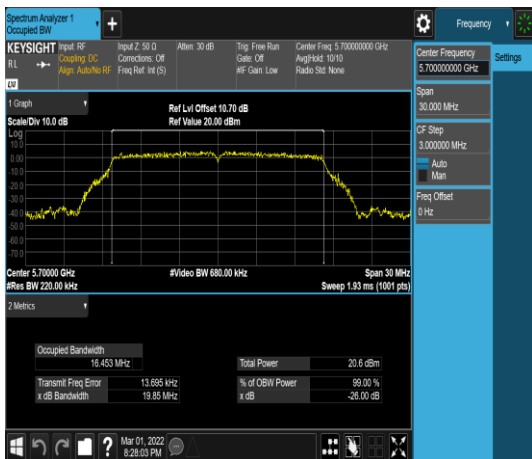 Spectrum Analyzer 1
Occupied BW
+
Frequency
KEYSIGHT
RL
LXI
Input: RF
Coupling: DC
Align: Auto/No RF
Input Z: 50 Ω
Corrections: Off
Freq Ref: Int (S)
Atten: 30 dB
Trig: Free Run
Gate: Off
#IF Gain: Low
Center Freq: 5.700000000 GHz
Avg|Hold: 10/10
Radio Std: None
Center Frequency
5.700000000 GHz
Settings
Span
30.000 MHz
CF Step
3.000000 MHz
Auto
Man
Freq Offset
0 Hz
1 Graph
Scale/Div 10.0 dB
Ref Lvl Offset 10.70 dB
Ref Value 20.00 dBm
Log
10.0
0.00
-10.0
-20.0
-30.0
-40.0
-50.0
-60.0
-70.0
Center 5.70000 GHz
#Res BW 220.00 kHz
#Video BW 680.00 kHz
Span 30 MHz
Sweep 1.93 ms (1001 pts)
2 Metrics
Occupied Bandwidth
16.453 MHz
Total Power 20.6 dBm
Transmit Freq Error 13.695 kHz
% of OBW Power 99.00 %
x dB Bandwidth 19.85 MHz
x dB -26.00 dB
?
Mar 01, 2022
8:28:03 PM